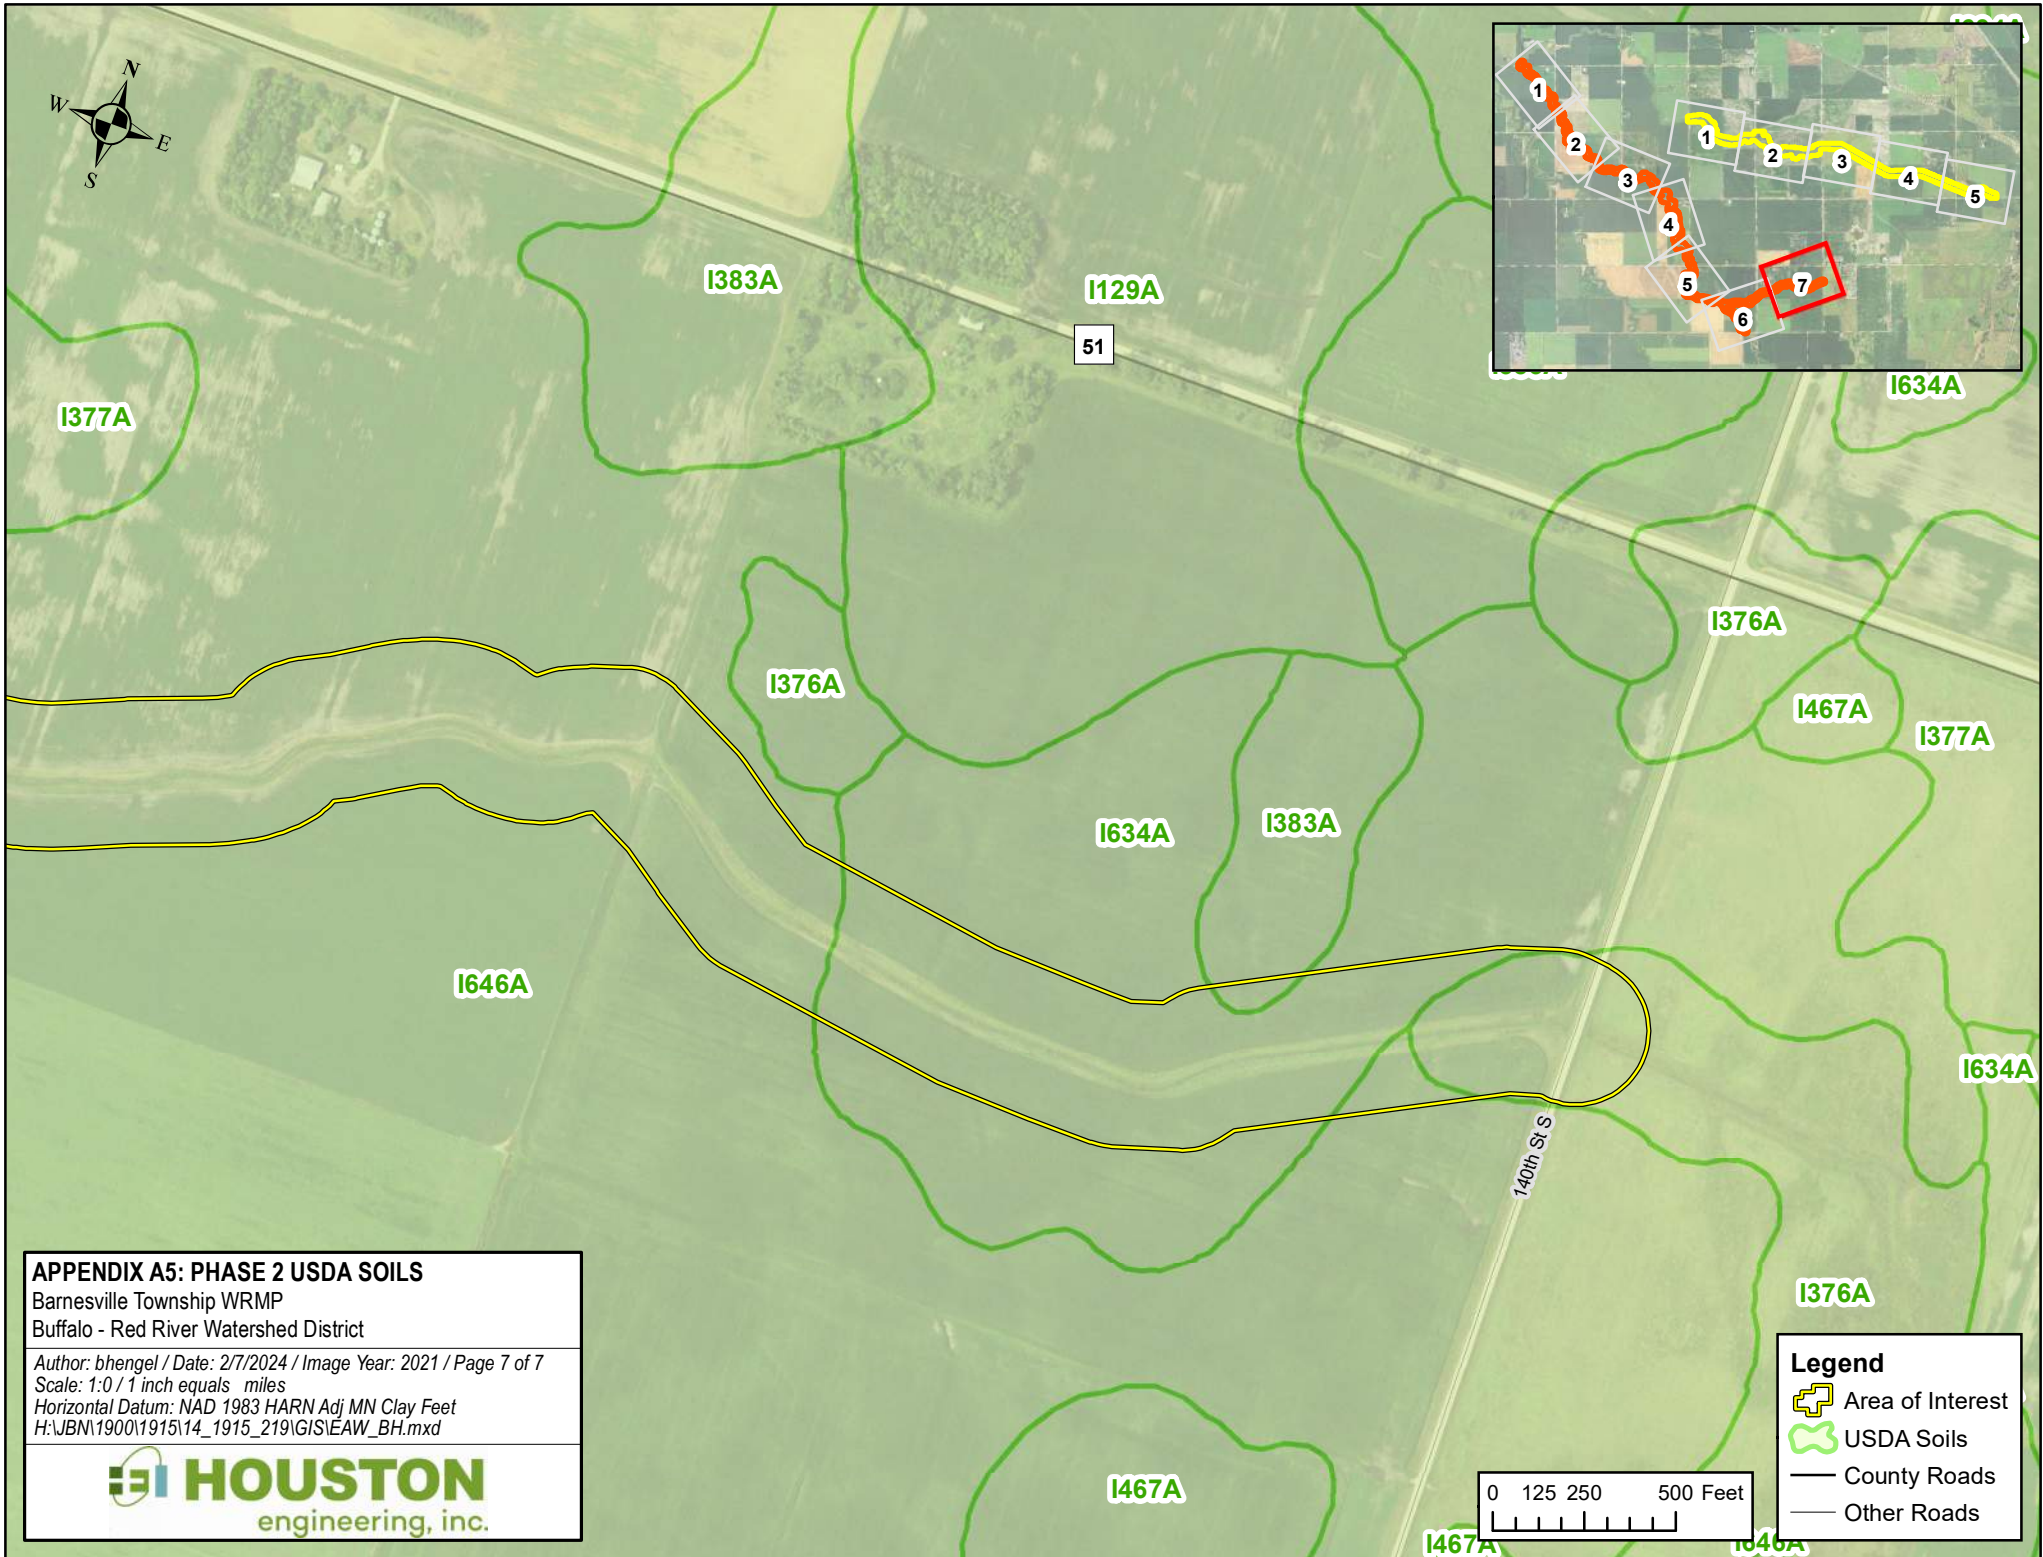 N
W
E
S
I383A
I129A
51
I377A
I634A
1
2
3
4
5
6
7
1
2
3
4
5
I376A
I376A
I467A
I377A
I634A
I383A
I646A
I634A
140th St S
I376A
I467A
I467A
I646A
APPENDIX A5: PHASE 2 USDA SOILS
Barnesville Township WRMP
Buffalo - Red River Watershed District
Author: bhengel / Date: 2/7/2024 / Image Year: 2021 / Page 7 of 7
Scale: 1:0 / 1 inch equals miles
Horizontal Datum: NAD 1983 HARN Adj MN Clay Feet
H:\JBN\1900\1915\14_1915_219\GIS\EAW_BH.mxd
HOUSTON
engineering, inc.
0 125 250 500 Feet
Legend
Area of Interest
USDA Soils
County Roads
Other Roads